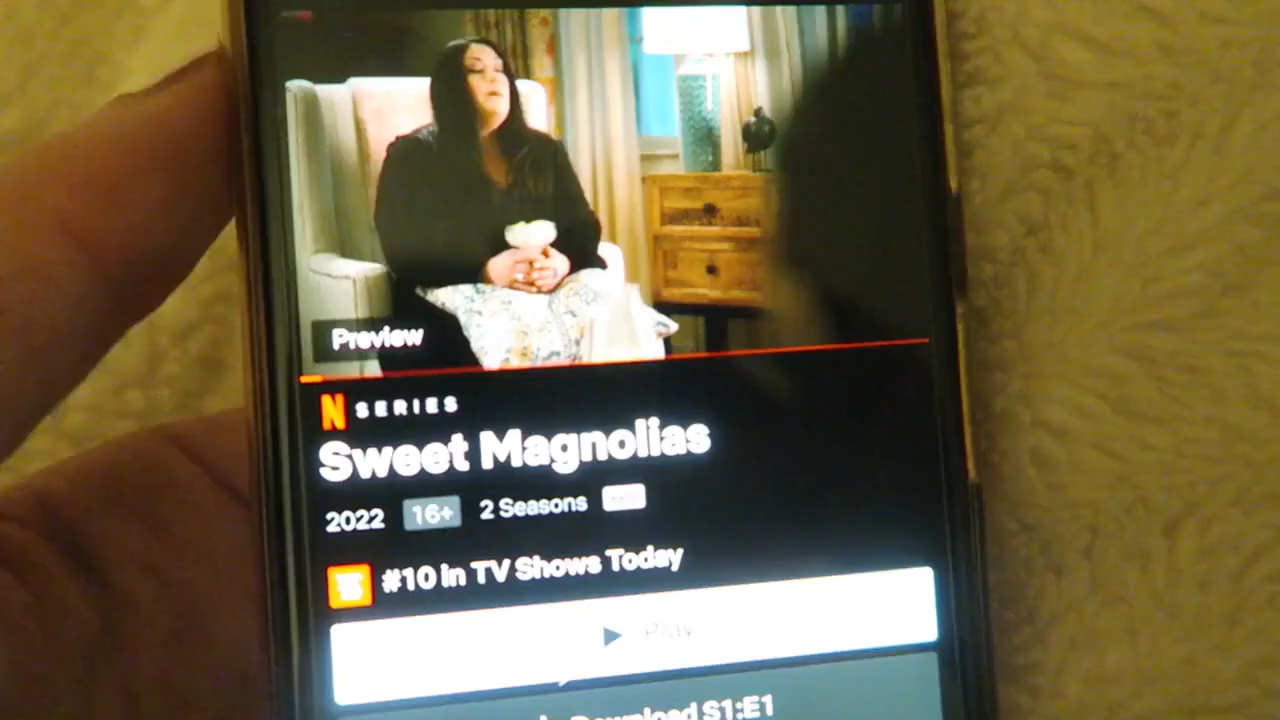 Preview
N SERIES
Sweet Magnolias
2022 16+ 2 Seasons
#10 in TV Shows Today
Play
Download S1:E1